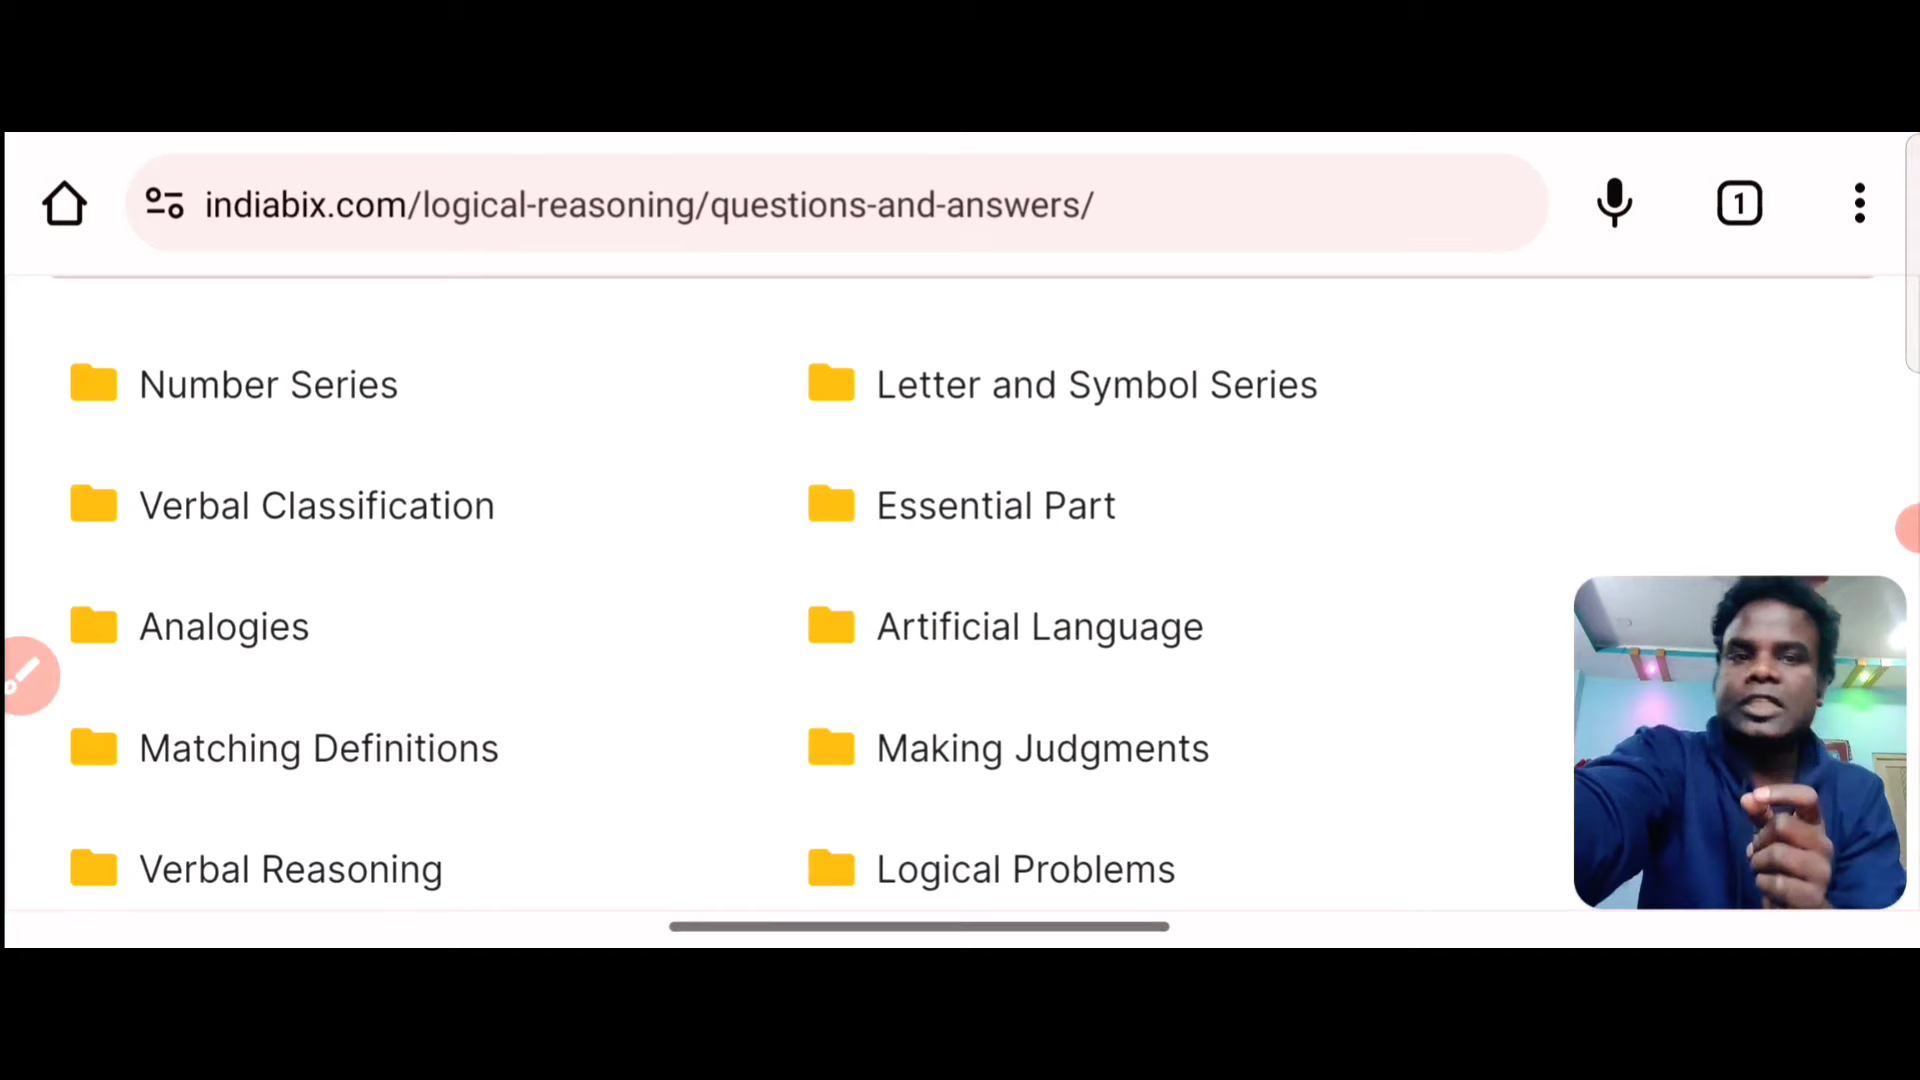 indiabix.com/logical-reasoning/questions-and-answers/
1
Number Series
Letter and Symbol Series
Verbal Classification
Essential Part
Analogies
Artificial Language
Matching Definitions
Making Judgments
Verbal Reasoning
Logical Problems